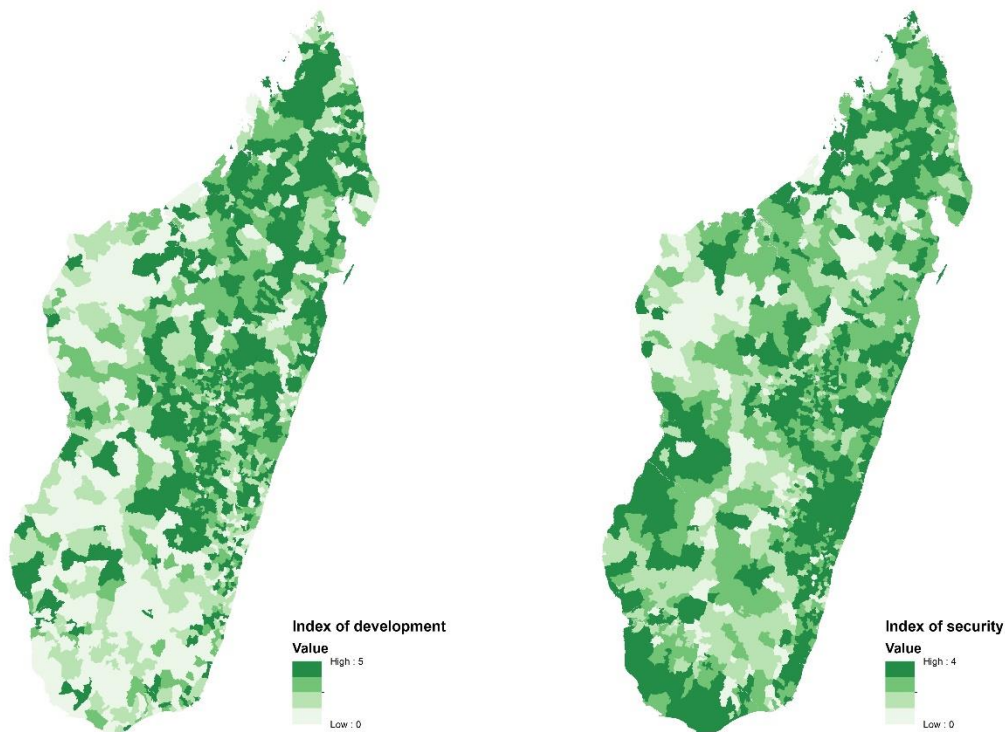 Index of development
Value
High : 5
Low : 0
Index of security
Value
High : 4
Low : 0